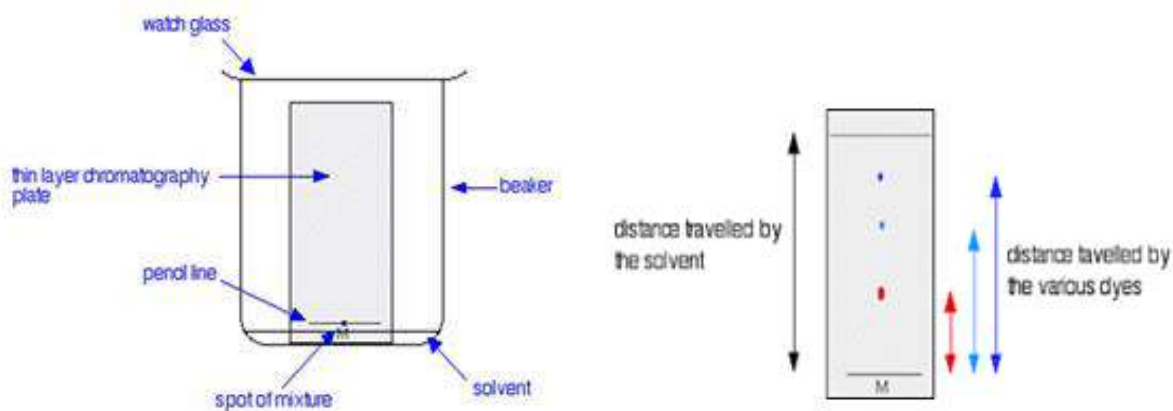 watch glass
thin layer chromatography
plate
beaker
pencil line
M
spot of mixture
solvent
distance travelled by
the solvent
M
distance tavelled by
the various dyes